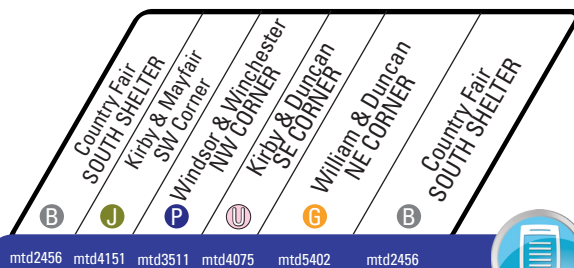 Country Fair
SOUTH SHELTER
Kirby & Mayfair
SW Corner
Windsor & Winchester
NW CORNER
Kirby & Duncan
SE CORNER
William & Duncan
NE CORNER
Country Fair
SOUTH SHELTER
B J P U G B
mtd2456 mtd4151 mtd3511 mtd4075 mtd5402 mtd2456